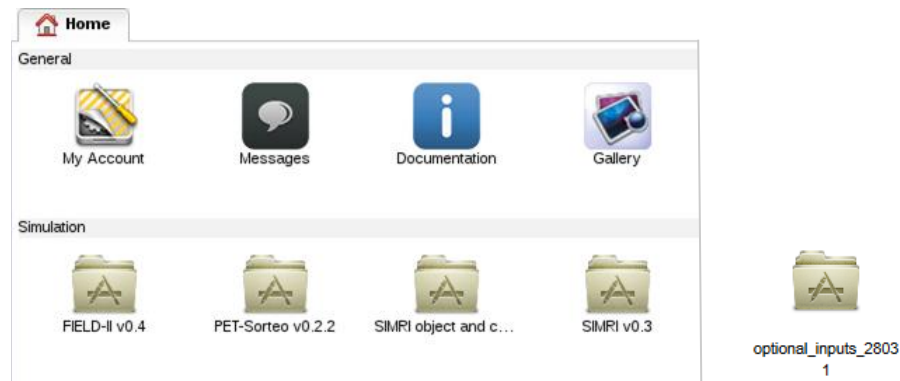 Home
General
My Account
Messages
Documentation
Gallery
Simulation
FIELD-II v0.4
PET-Sorteo v0.2.2
SIMRI object and c...
SIMRI v0.3
optional_inputs_2803
1